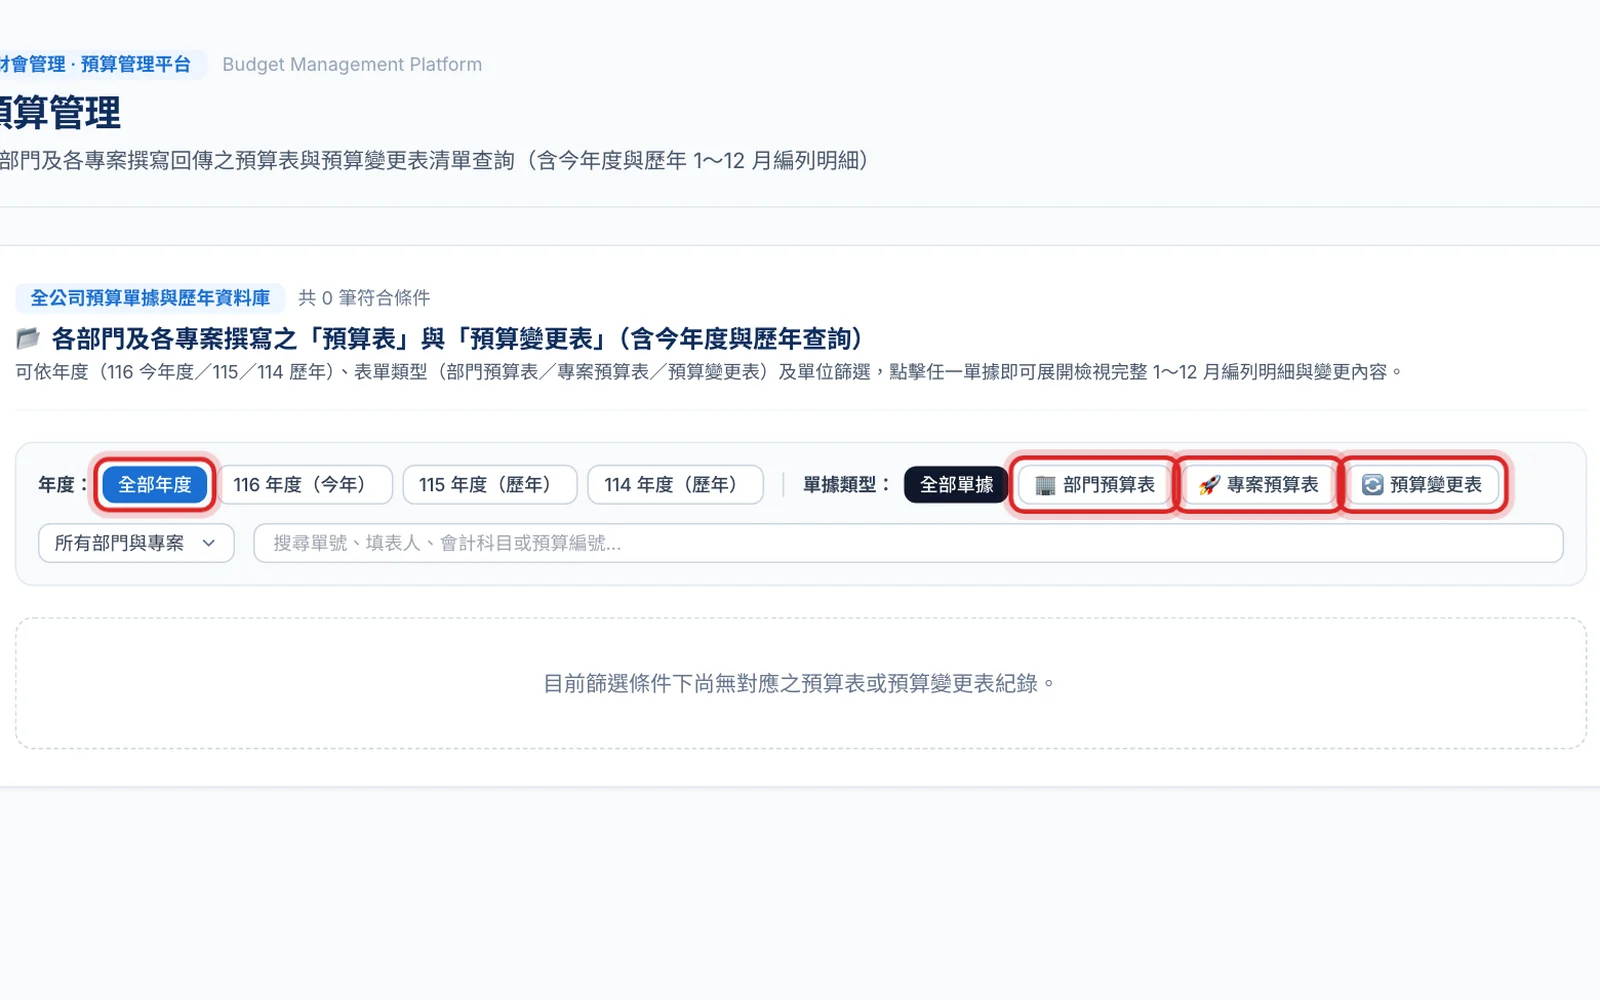 財會管理 · 預算管理平台 Budget Management Platform
預算管理
部門及各專案撰寫回傳之預算表與預算變更表清單查詢（含今年度與歷年 1～12 月編列明細）
全公司預算單據與歷年資料庫 共 0 筆符合條件
各部門及各專案撰寫之「預算表」與「預算變更表」（含今年度與歷年查詢）
可依年度（116 今年度／115／114 歷年）、表單類型（部門預算表／專案預算表／預算變更表）及單位篩選，點擊任一單據即可展開檢視完整 1～12 月編列明細與變更內容。
年度： 全部年度 116 年度（今年） 115 年度（歷年） 114 年度（歷年） 單據類型： 全部單據 部門預算表 專案預算表 預算變更表
所有部門與專案 搜尋單號、填表人、會計科目或預算編號...
目前篩選條件下尚無對應之預算表或預算變更表紀錄。